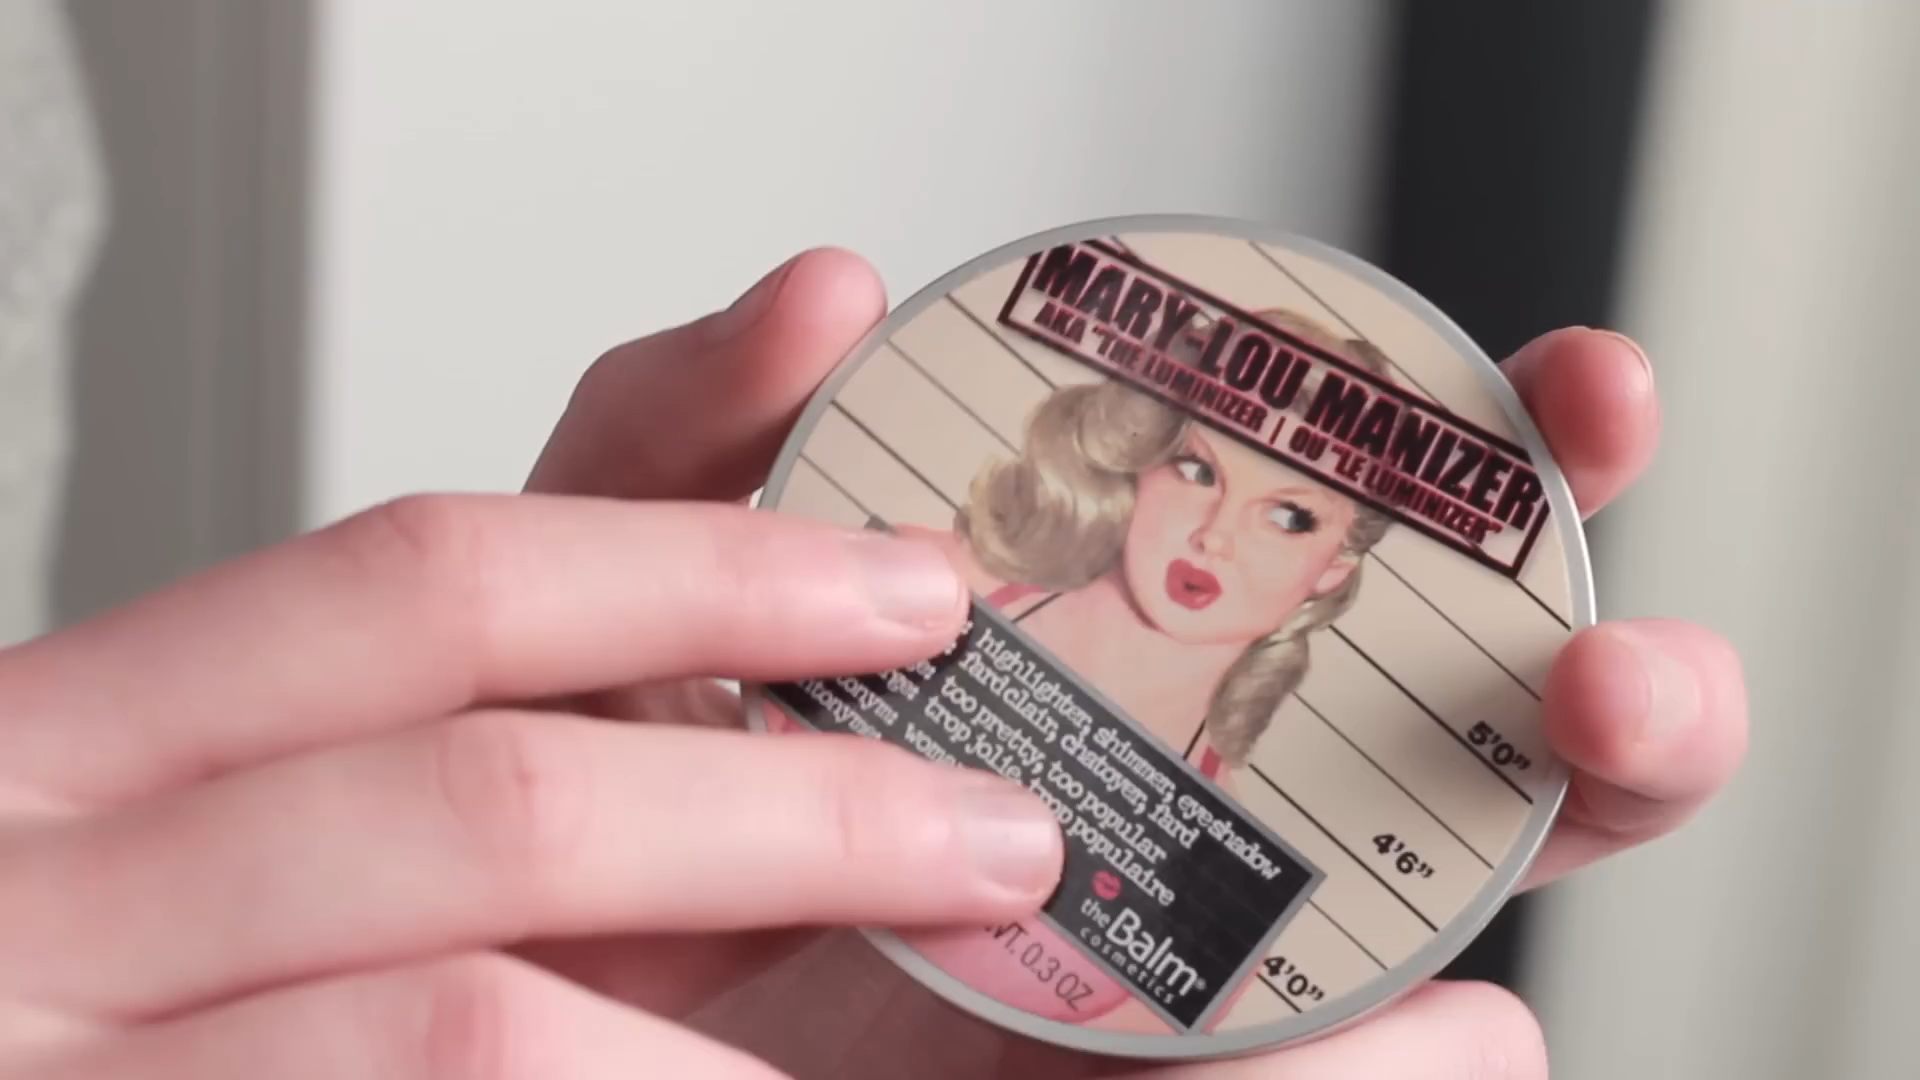 MARY-LOU MANIZER
AKA "THE LUMINIZER | OU "LE LUMINIZER"
highlighter, shimmer, eyeshadow
fard clair, chatoyer, fard
too pretty, too popular
trop jolie, trop populaire
theBalm®
cosmetics
WT. 0.3 OZ
5'0"
4'6"
4'0"